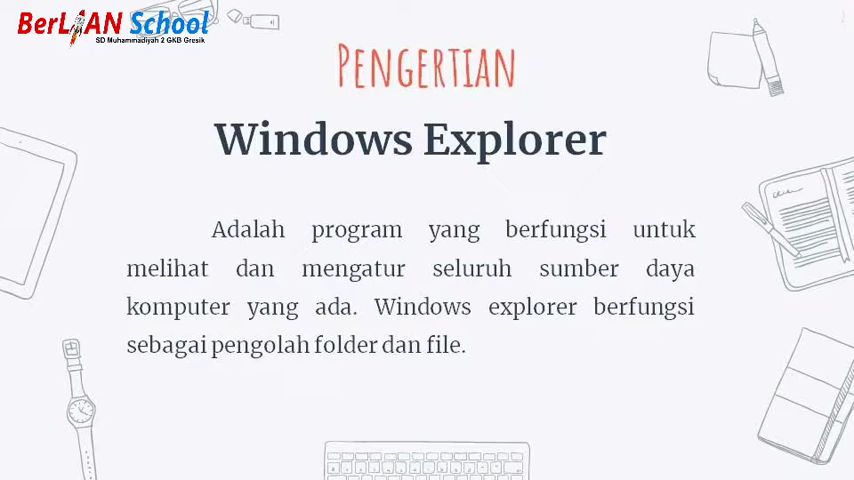 BerLIAN School
SD Muhammadiyah 2 GKB Gresik
PENGERTIAN
Windows Explorer
Adalah program yang berfungsi untuk
melihat dan mengatur seluruh sumber daya
komputer yang ada. Windows explorer berfungsi
sebagai pengolah folder dan file.